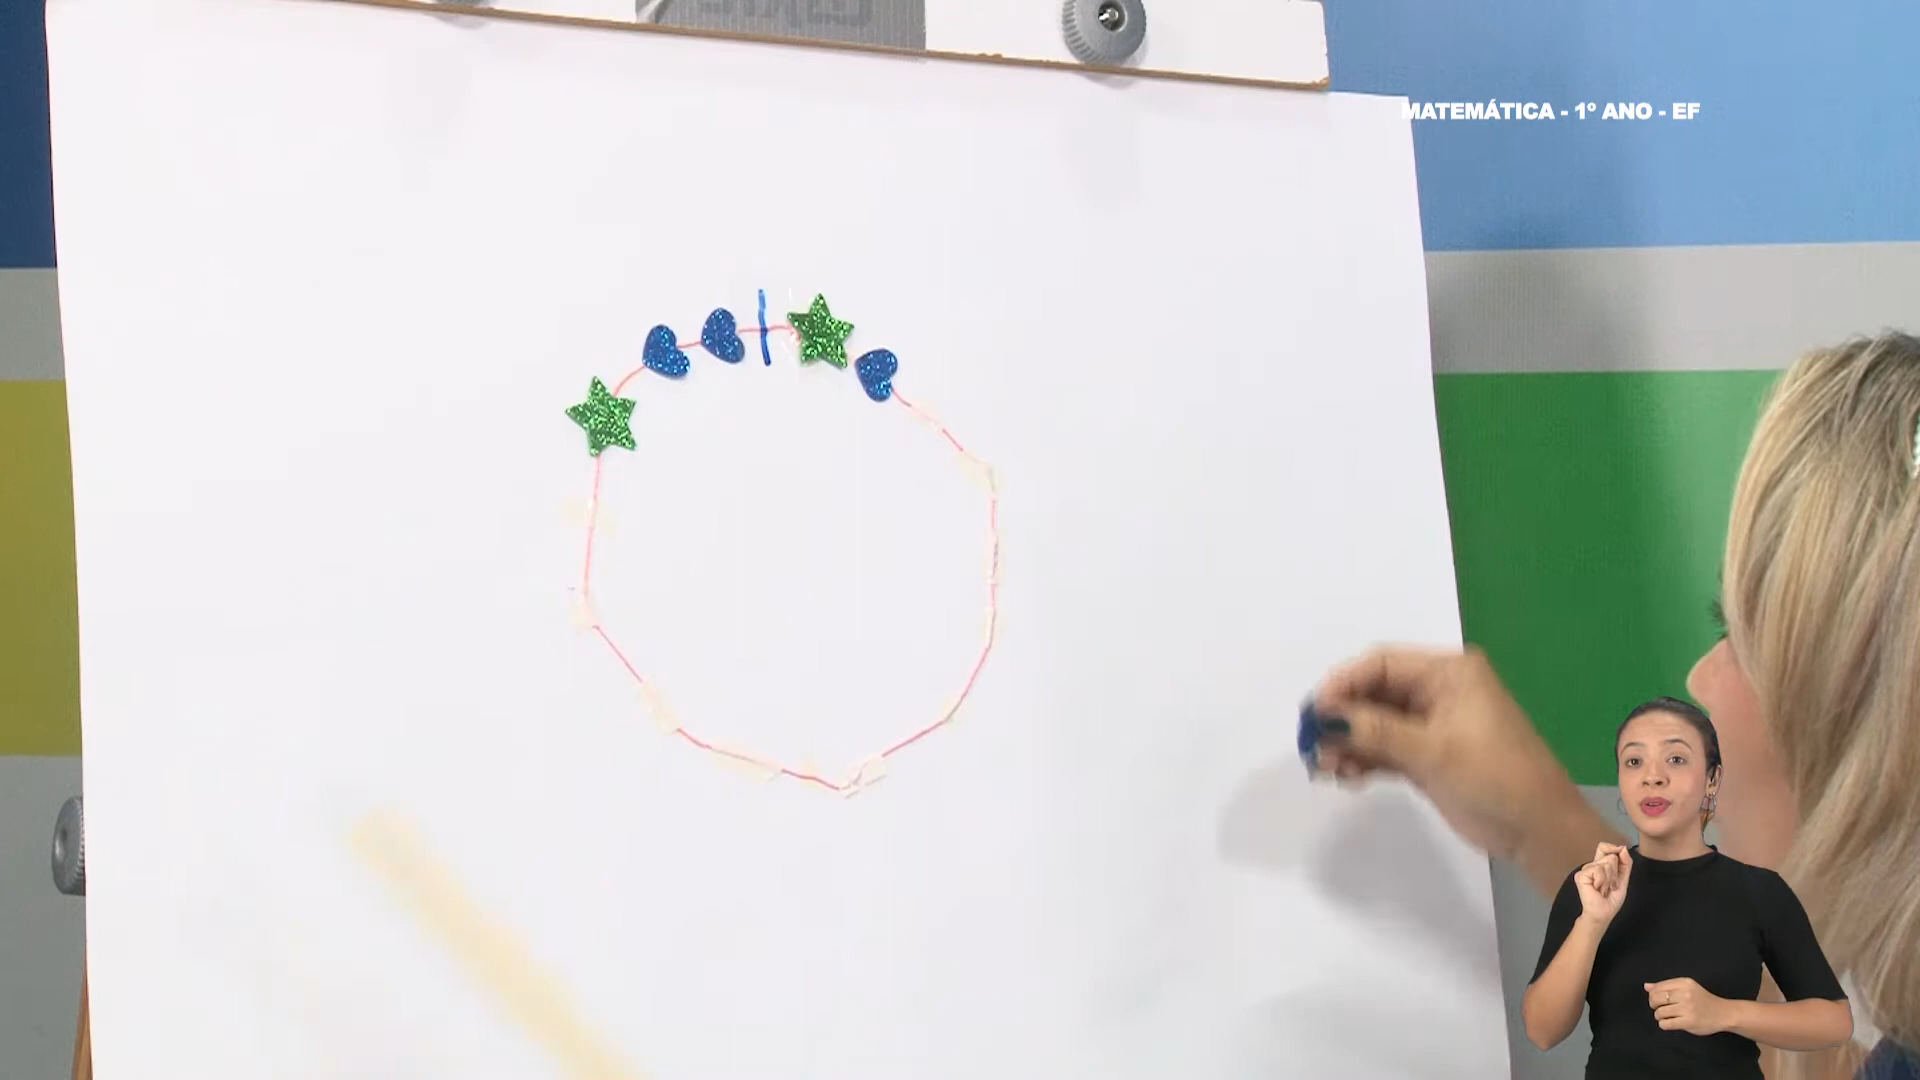 MATEMÁTICA - 1º ANO - EF